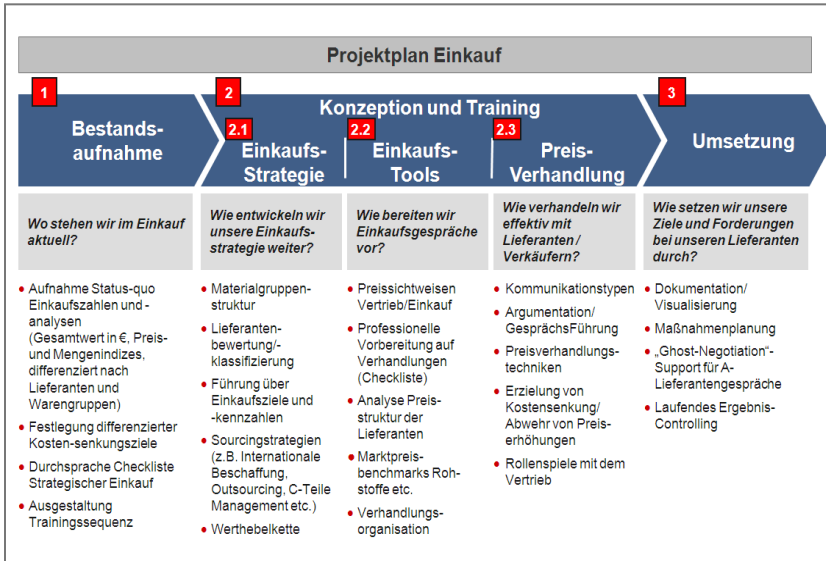 Projektplan Einkauf
1
Bestands-
aufnahme
2
Konzeption und Training
2.1
Einkaufs-
Strategie
2.2
Einkaufs-
Tools
2.3
Preis-
Verhandlung
3
Umsetzung
Wo stehen wir im Einkauf
aktuell?
Wie entwickeln wir
unsere Einkaufs-
strategie weiter?
Wie bereiten wir
Einkaufsgespräche
vor?
Wie verhandeln wir
effektiv mit
Lieferanten /
Verkäufern?
Wie setzen wir unsere
Ziele und Forderungen
bei unseren Lieferanten
durch?
• Aufnahme Status-quo
Einkaufszahlen und -
analysen
(Gesamtwert in €, Preis-
und Mengenindizes,
differenziert nach
Lieferanten und
Warengruppen)
• Festlegung differenzierter
Kosten-senkungsziele
• Durchsprache Checkliste
Strategischer Einkauf
• Ausgestaltung
Trainingssequenz
• Materialgruppen-
struktur
• Lieferanten-
bewertung/-
klassifizierung
• Führung über
Einkaufsziele und
-kennzahlen
• Sourcingstrategien
(z.B. Internationale
Beschaffung,
Outsourcing, C-Teile
Management etc.)
• Werthebelkette
• Preissichtweisen
Vertrieb/Einkauf
• Professionelle
Vorbereitung auf
Verhandlungen
(Checkliste)
• Analyse Preis-
struktur der
Lieferanten
• Marktpreis-
benchmarks Roh-
stoffe etc.
• Verhandlungs-
organisation
• Kommunikationstypen
• Argumentation/
GesprächsFührung
• Preisverhandlungs-
techniken
• Erzielung von
Kostensenkung/
Abwehr von Preis-
erhöhungen
• Rollenspiele mit dem
Vertrieb
• Dokumentation/
Visualisierung
• Maßnahmenplanung
• „Ghost-Negotiation“-
Support für A-
Lieferantengespräche
• Laufendes Ergebnis-
Controlling